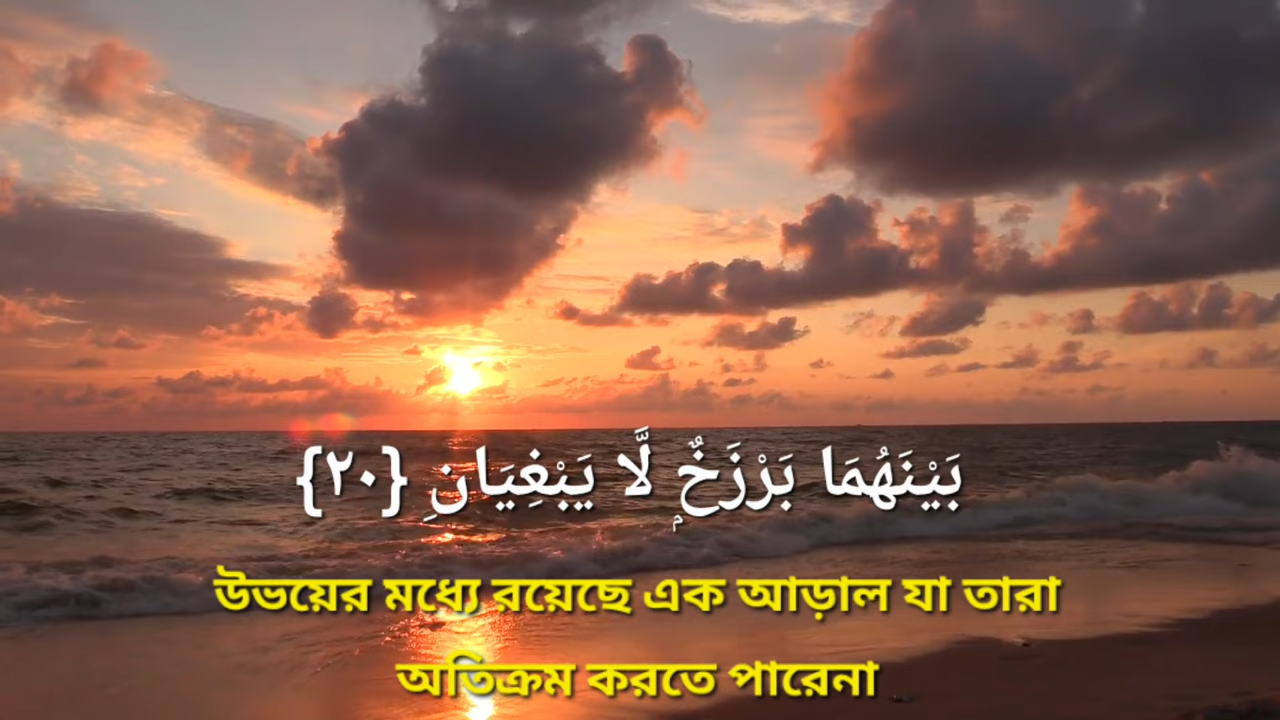 بَيْنَهُمَا بَرْزَخٌۭ لَّا يَبْغِيَانِ {٢٠}
উভয়ের মধ্যে রয়েছে এক আড়াল যা তারা
অতিক্রম করতে পারেনা